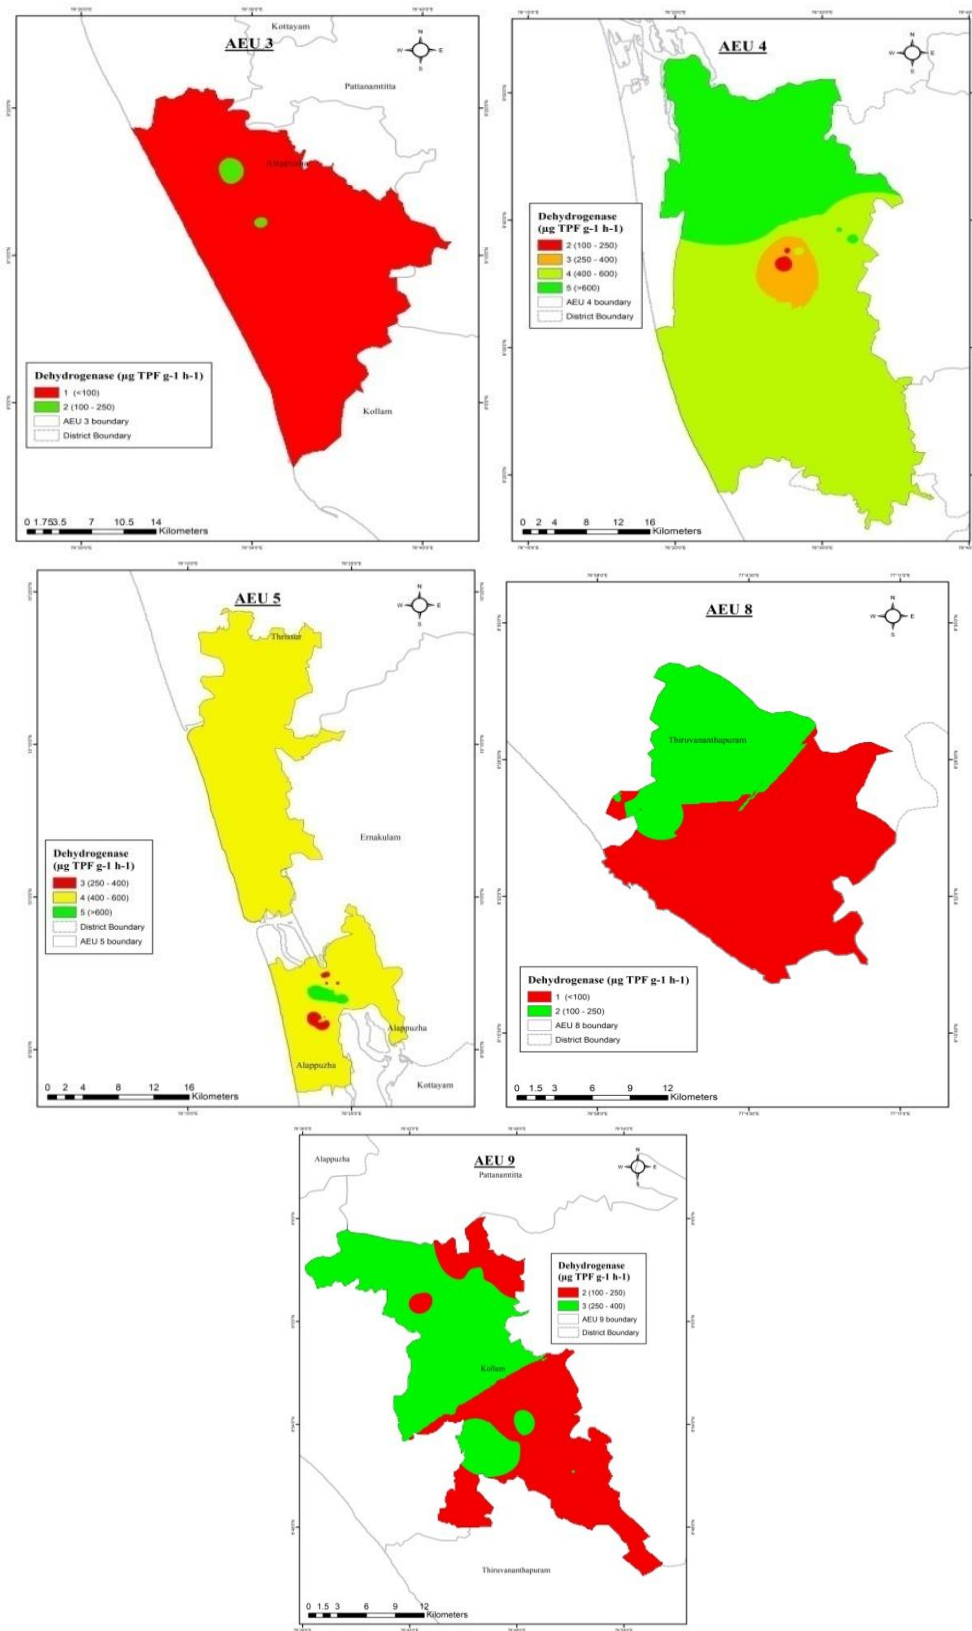 AEU 3
Kottayam
N
W E
S
Pattanamtitta
Alappuzha
Dehydrogenase (µg TPF g-1 h-1)
1 (<100)
2 (100 - 250)
AEU 3 boundary
District Boundary
Kollam
0 1.75 3.5 7 10.5 14
Kilometers
AEU 4
N
W E
S
Dehydrogenase
(µg TPF g-1 h-1)
2 (100 - 250)
3 (250 - 400)
4 (400 - 600)
5 (>600)
AEU 4 boundary
District Boundary
0 2 4 8 12 16
Kilometers
AEU 5
N
W E
S
Thrissur
Ernakulam
Dehydrogenase
(µg TPF g-1 h-1)
3 (250 - 400)
4 (400 - 600)
5 (>600)
District Boundary
AEU 5 boundary
Alappuzha
Alappuzha
Kottayam
0 2 4 8 12 16
Kilometers
AEU 8
N
W E
S
Thiruvananthapuram
Dehydrogenase (µg TPF g-1 h-1)
1 (<100)
2 (100 - 250)
AEU 8 boundary
District Boundary
0 1.5 3 6 9 12
Kilometers
Alappuzha
AEU 9
Pattanamtitta
N
W E
S
Dehydrogenase
(µg TPF g-1 h-1)
2 (100 - 250)
3 (250 - 400)
AEU 9 boundary
District Boundary
Kollam
Thiruvananthapuram
0 1.5 3 6 9 12
Kilometers